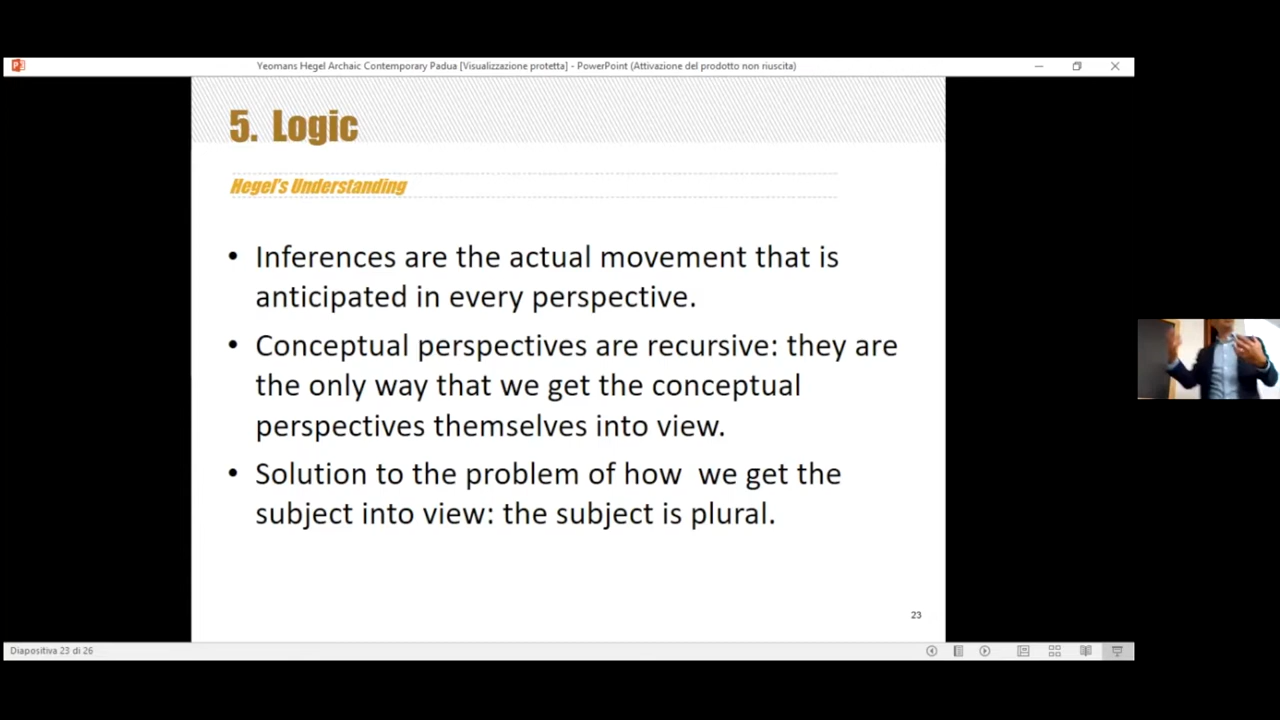 Yeomans Hegel Archaic Contemporary Padua [Visualizzazione protetta] - PowerPoint (Attivazione del prodotto non riuscita)
5. Logic
Hegel's Understanding
• Inferences are the actual movement that is
anticipated in every perspective.
• Conceptual perspectives are recursive: they are
the only way that we get the conceptual
perspectives themselves into view.
• Solution to the problem of how  we get the
subject into view: the subject is plural.
23
Diapositiva 23 di 26